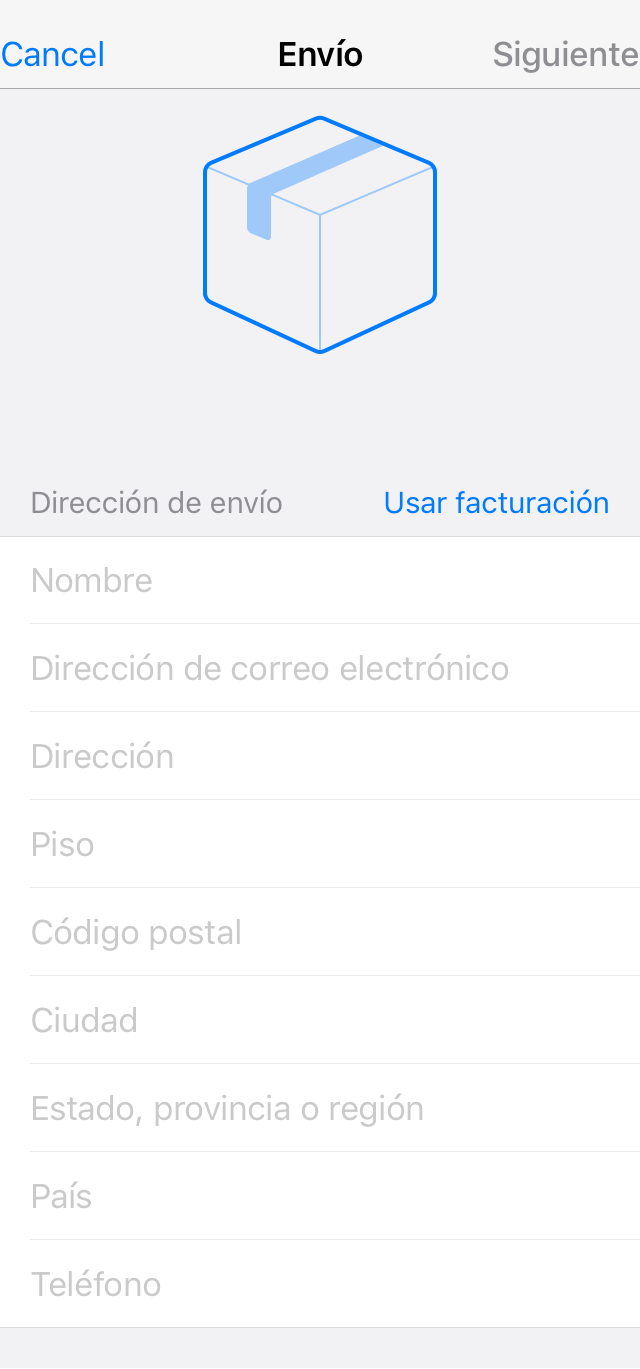 Cancel
Envío
Siguiente
Dirección de envío
Usar facturación
Nombre
Dirección de correo electrónico
Dirección
Piso
Código postal
Ciudad
Estado, provincia o región
País
Teléfono